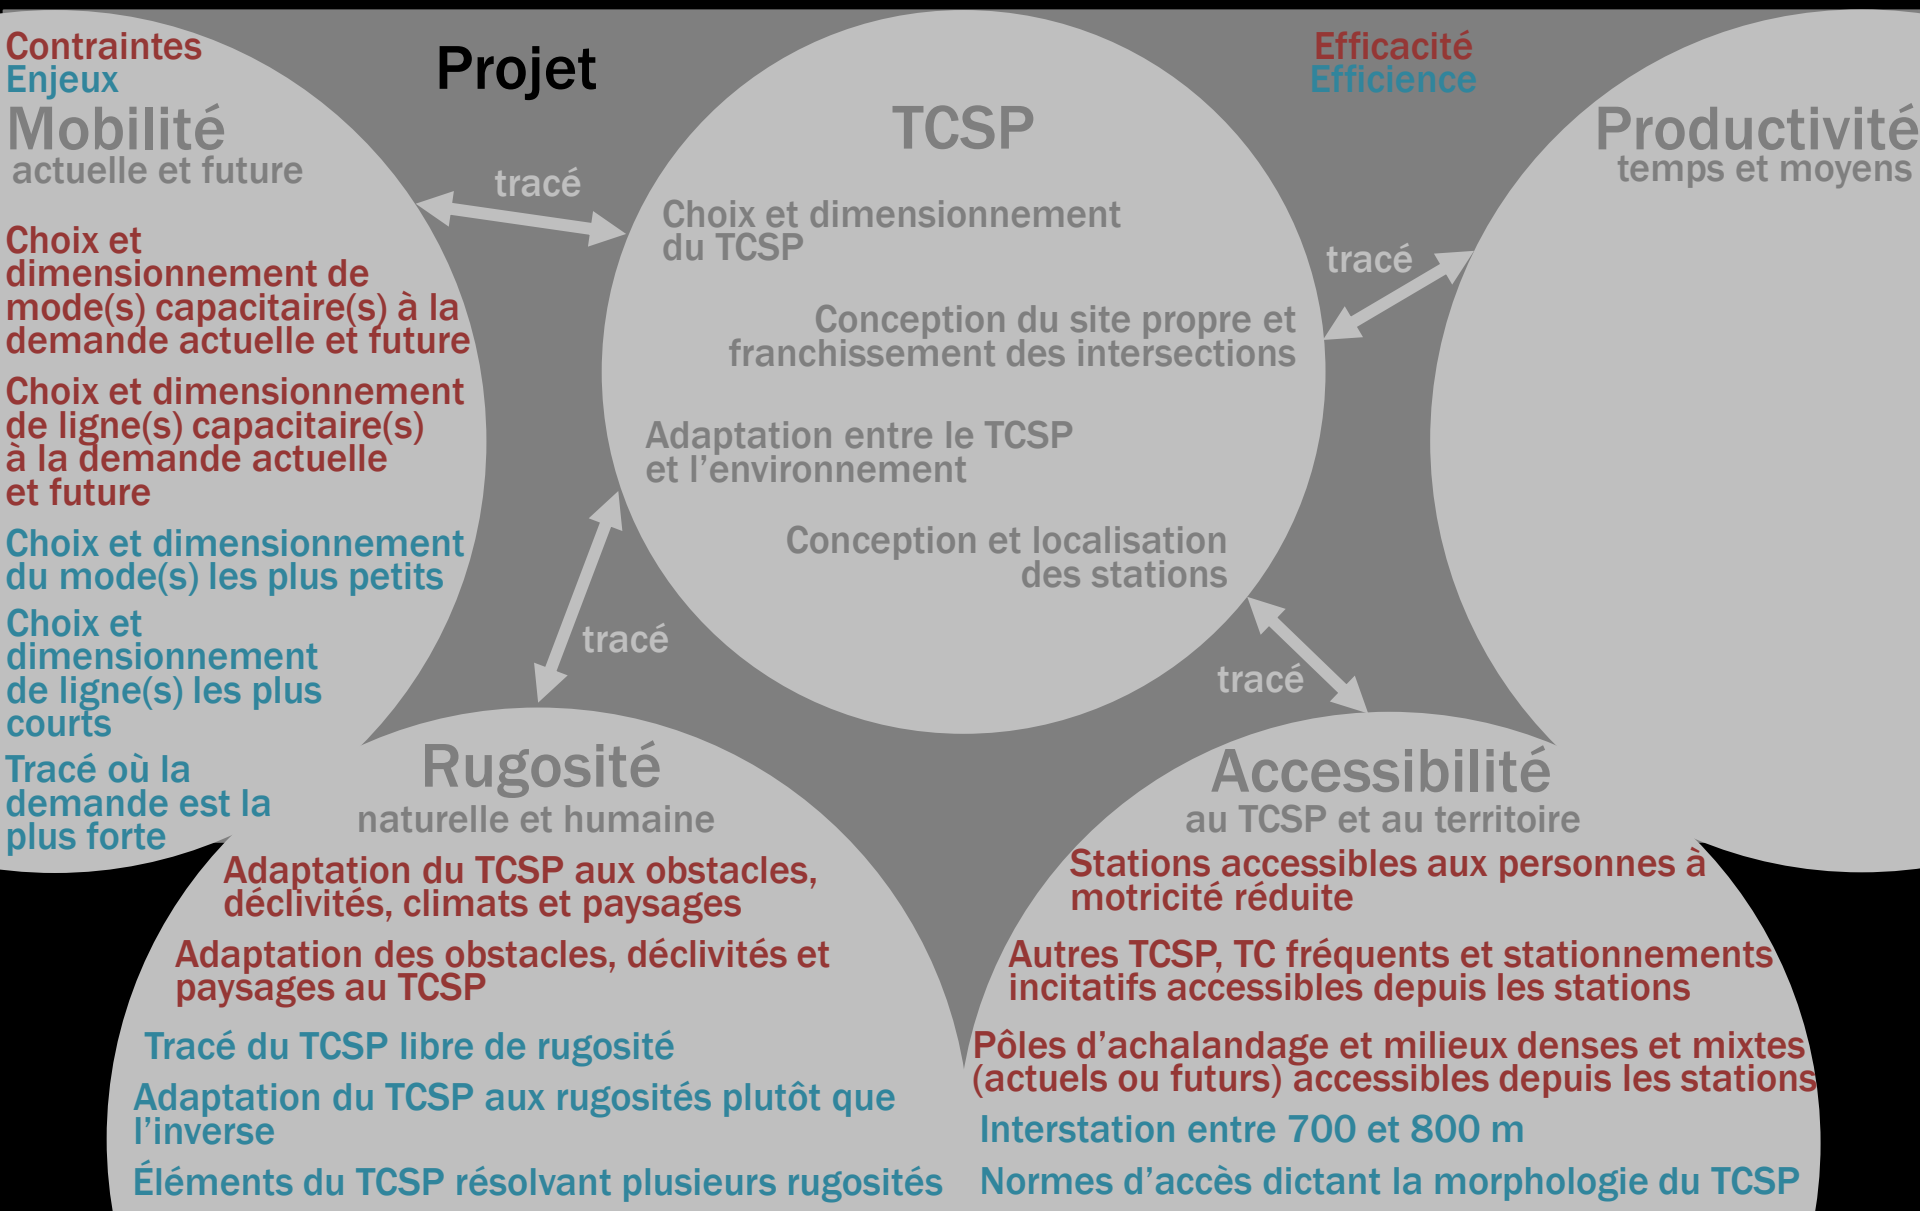 Contraintes
Enjeux
Projet
Efficacité
Efficience
Mobilité
actuelle et future
Choix et
dimensionnement de
mode(s) capacitaire(s) à la
demande actuelle et future
Choix et dimensionnement
de ligne(s) capacitaire(s)
à la demande actuelle
et future
Choix et dimensionnement
du mode(s) les plus petits
Choix et
dimensionnement
de ligne(s) les plus
courts
Tracé où la
demande est la
plus forte
tracé
TCSP
Choix et dimensionnement
du TCSP
Conception du site propre et
franchissement des intersections
Adaptation entre le TCSP
et l’environnement
Conception et localisation
des stations
tracé
Productivité
temps et moyens
tracé
tracé
Rugosité
naturelle et humaine
Adaptation du TCSP aux obstacles,
déclivités, climats et paysages
Adaptation des obstacles, déclivités et
paysages au TCSP
Tracé du TCSP libre de rugosité
Adaptation du TCSP aux rugosités plutôt que
l’inverse
Éléments du TCSP résolvant plusieurs rugosités
Accessibilité
au TCSP et au territoire
Stations accessibles aux personnes à
motricité réduite
Autres TCSP, TC fréquents et stationnements
incitatifs accessibles depuis les stations
Pôles d’achalandage et milieux denses et mixtes
(actuels ou futurs) accessibles depuis les stations
Interstation entre 700 et 800 m
Normes d’accès dictant la morphologie du TCSP